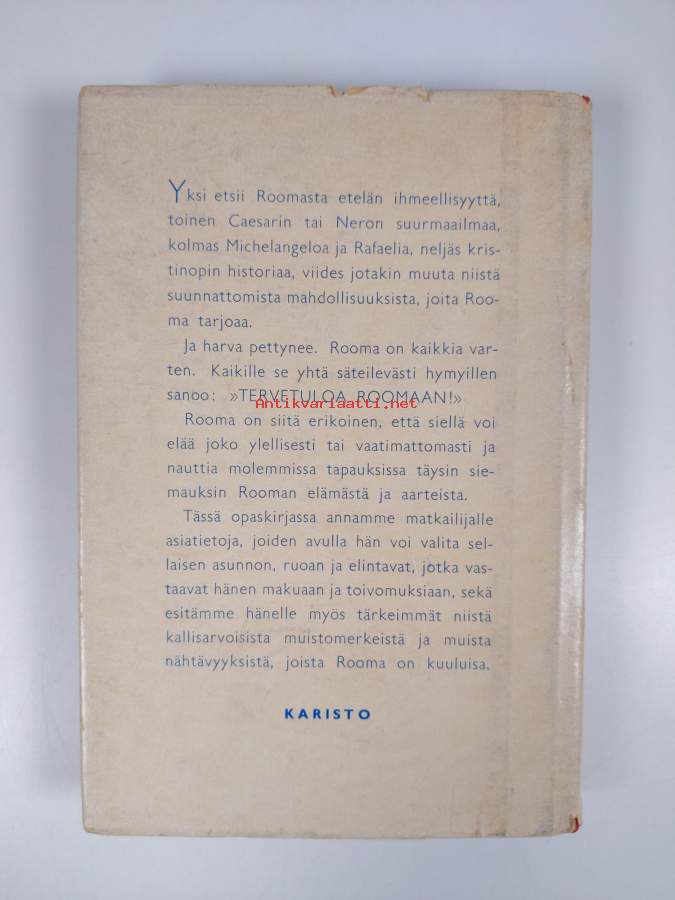 Yksi etsii Roomasta etelän ihmeellisyyttä,
toinen Caesarin tai Neron suurmaailmaa,
kolmas Michelangeloa ja Rafaelia, neljäs kris-
tinopin historiaa, viides jotakin muuta niistä
suunnattomista mahdollisuuksista, joita Roo-
ma tarjoaa.
Ja harva pettynee. Rooma on kaikkia var-
ten. Kaikille se yhtä säteilevästi hymyillen
sanoo: »TERVETULOA ROOMAAN!»
Antikvariaatti.net
Rooma on siitä erikoinen, että siellä voi
elää joko ylellisesti tai vaatimattomasti ja
nauttia molemmissa tapauksissa täysin sie-
mauksin Rooman elämästä ja aarteista.
Tässä opaskirjassa annamme matkailijalle
asiatietoja, joiden avulla hän voi valita sel-
laisen asunnon, ruoan ja elintavat, jotka vas-
taavat hänen makuaan ja toivomuksiaan, sekä
esitämme hänelle myös tärkeimmät niistä
kallisarvoisista muistomerkeistä ja muista
nähtävyyksistä, joista Rooma on kuuluisa.
KARISTO